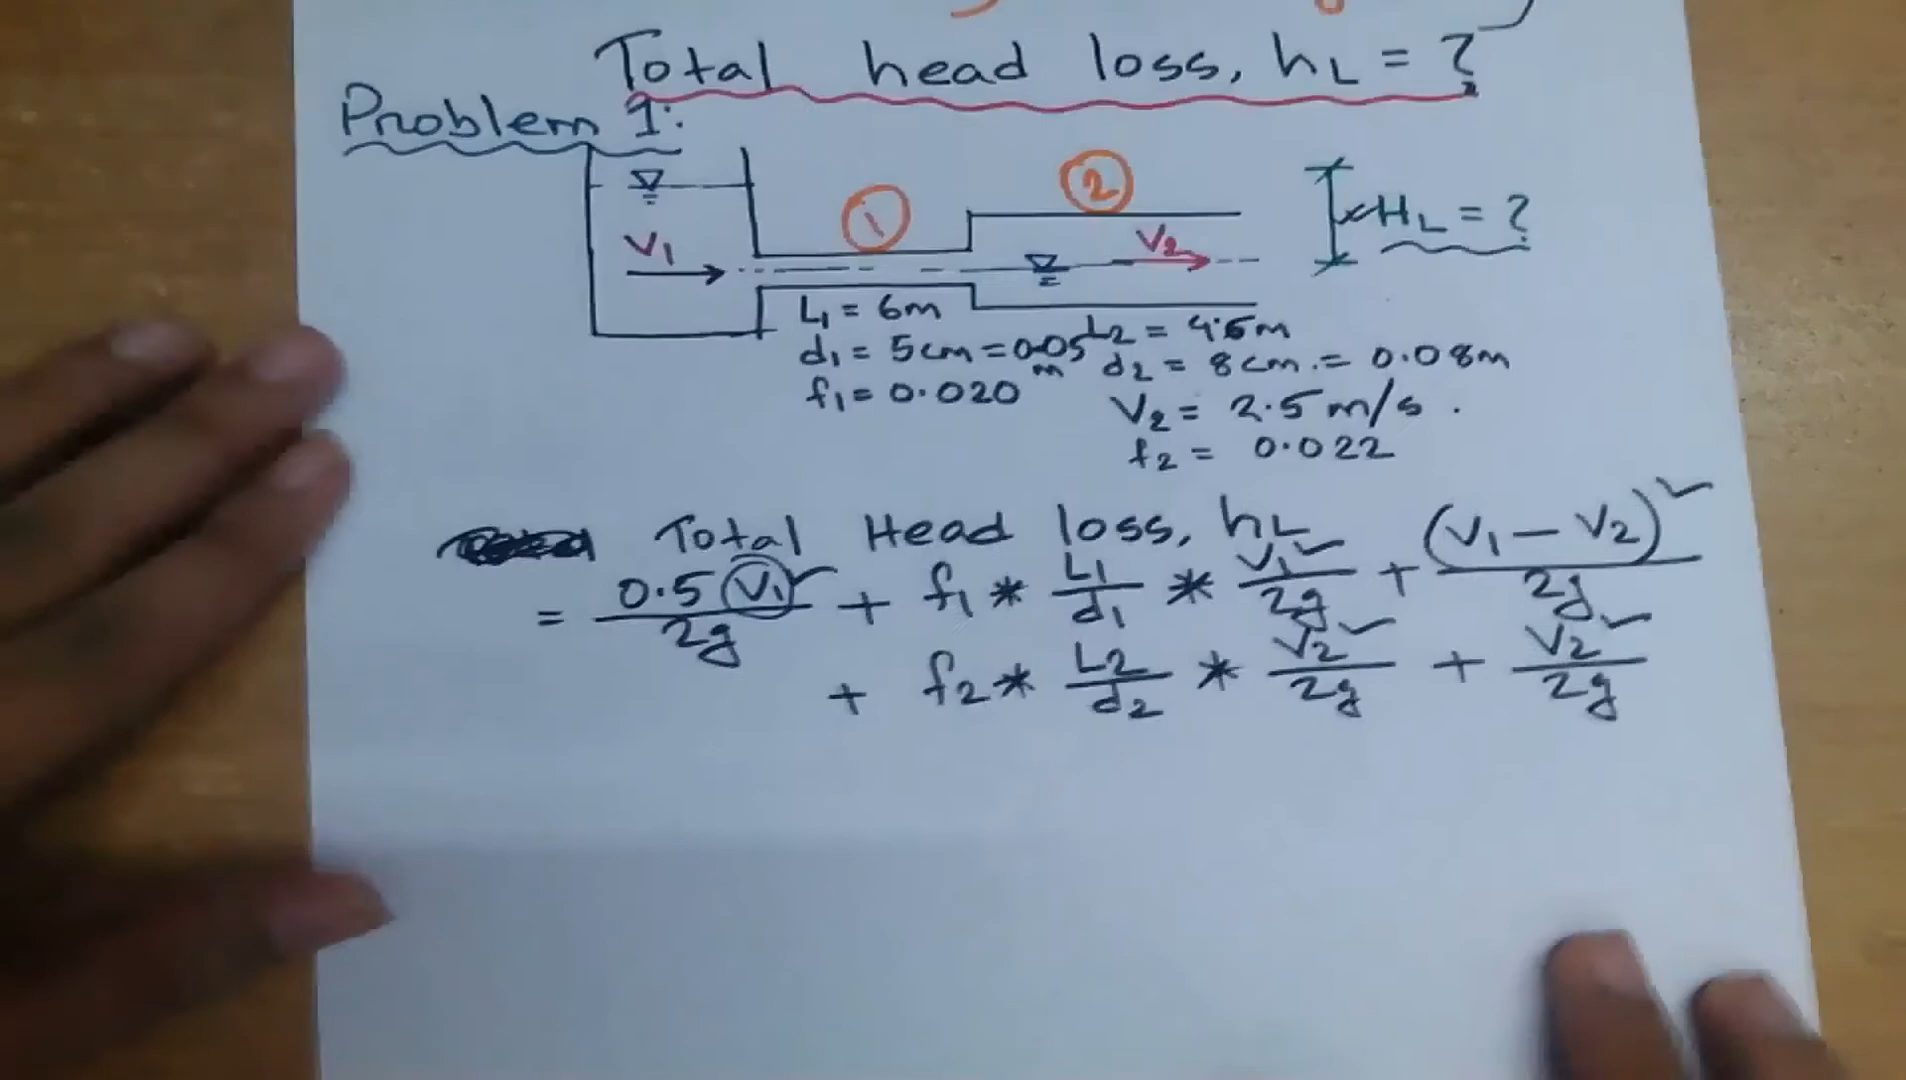 Total head loss, hL = ?
Problem 1:
1
2
HL = ?
V1
V2
L1 = 6m
d1 = 5cm = 0.05 m
f1 = 0.020
L2 = 4.5m
d2 = 8cm. = 0.08m
V2 = 2.5 m/s.
f2 = 0.022
Total Head loss, hL
= 0.5 V1² / 2g + f1 * L1/d1 * V1²/2g + (V1 - V2)²/2g
+ f2 * L2/d2 * V2²/2g + V2²/2g